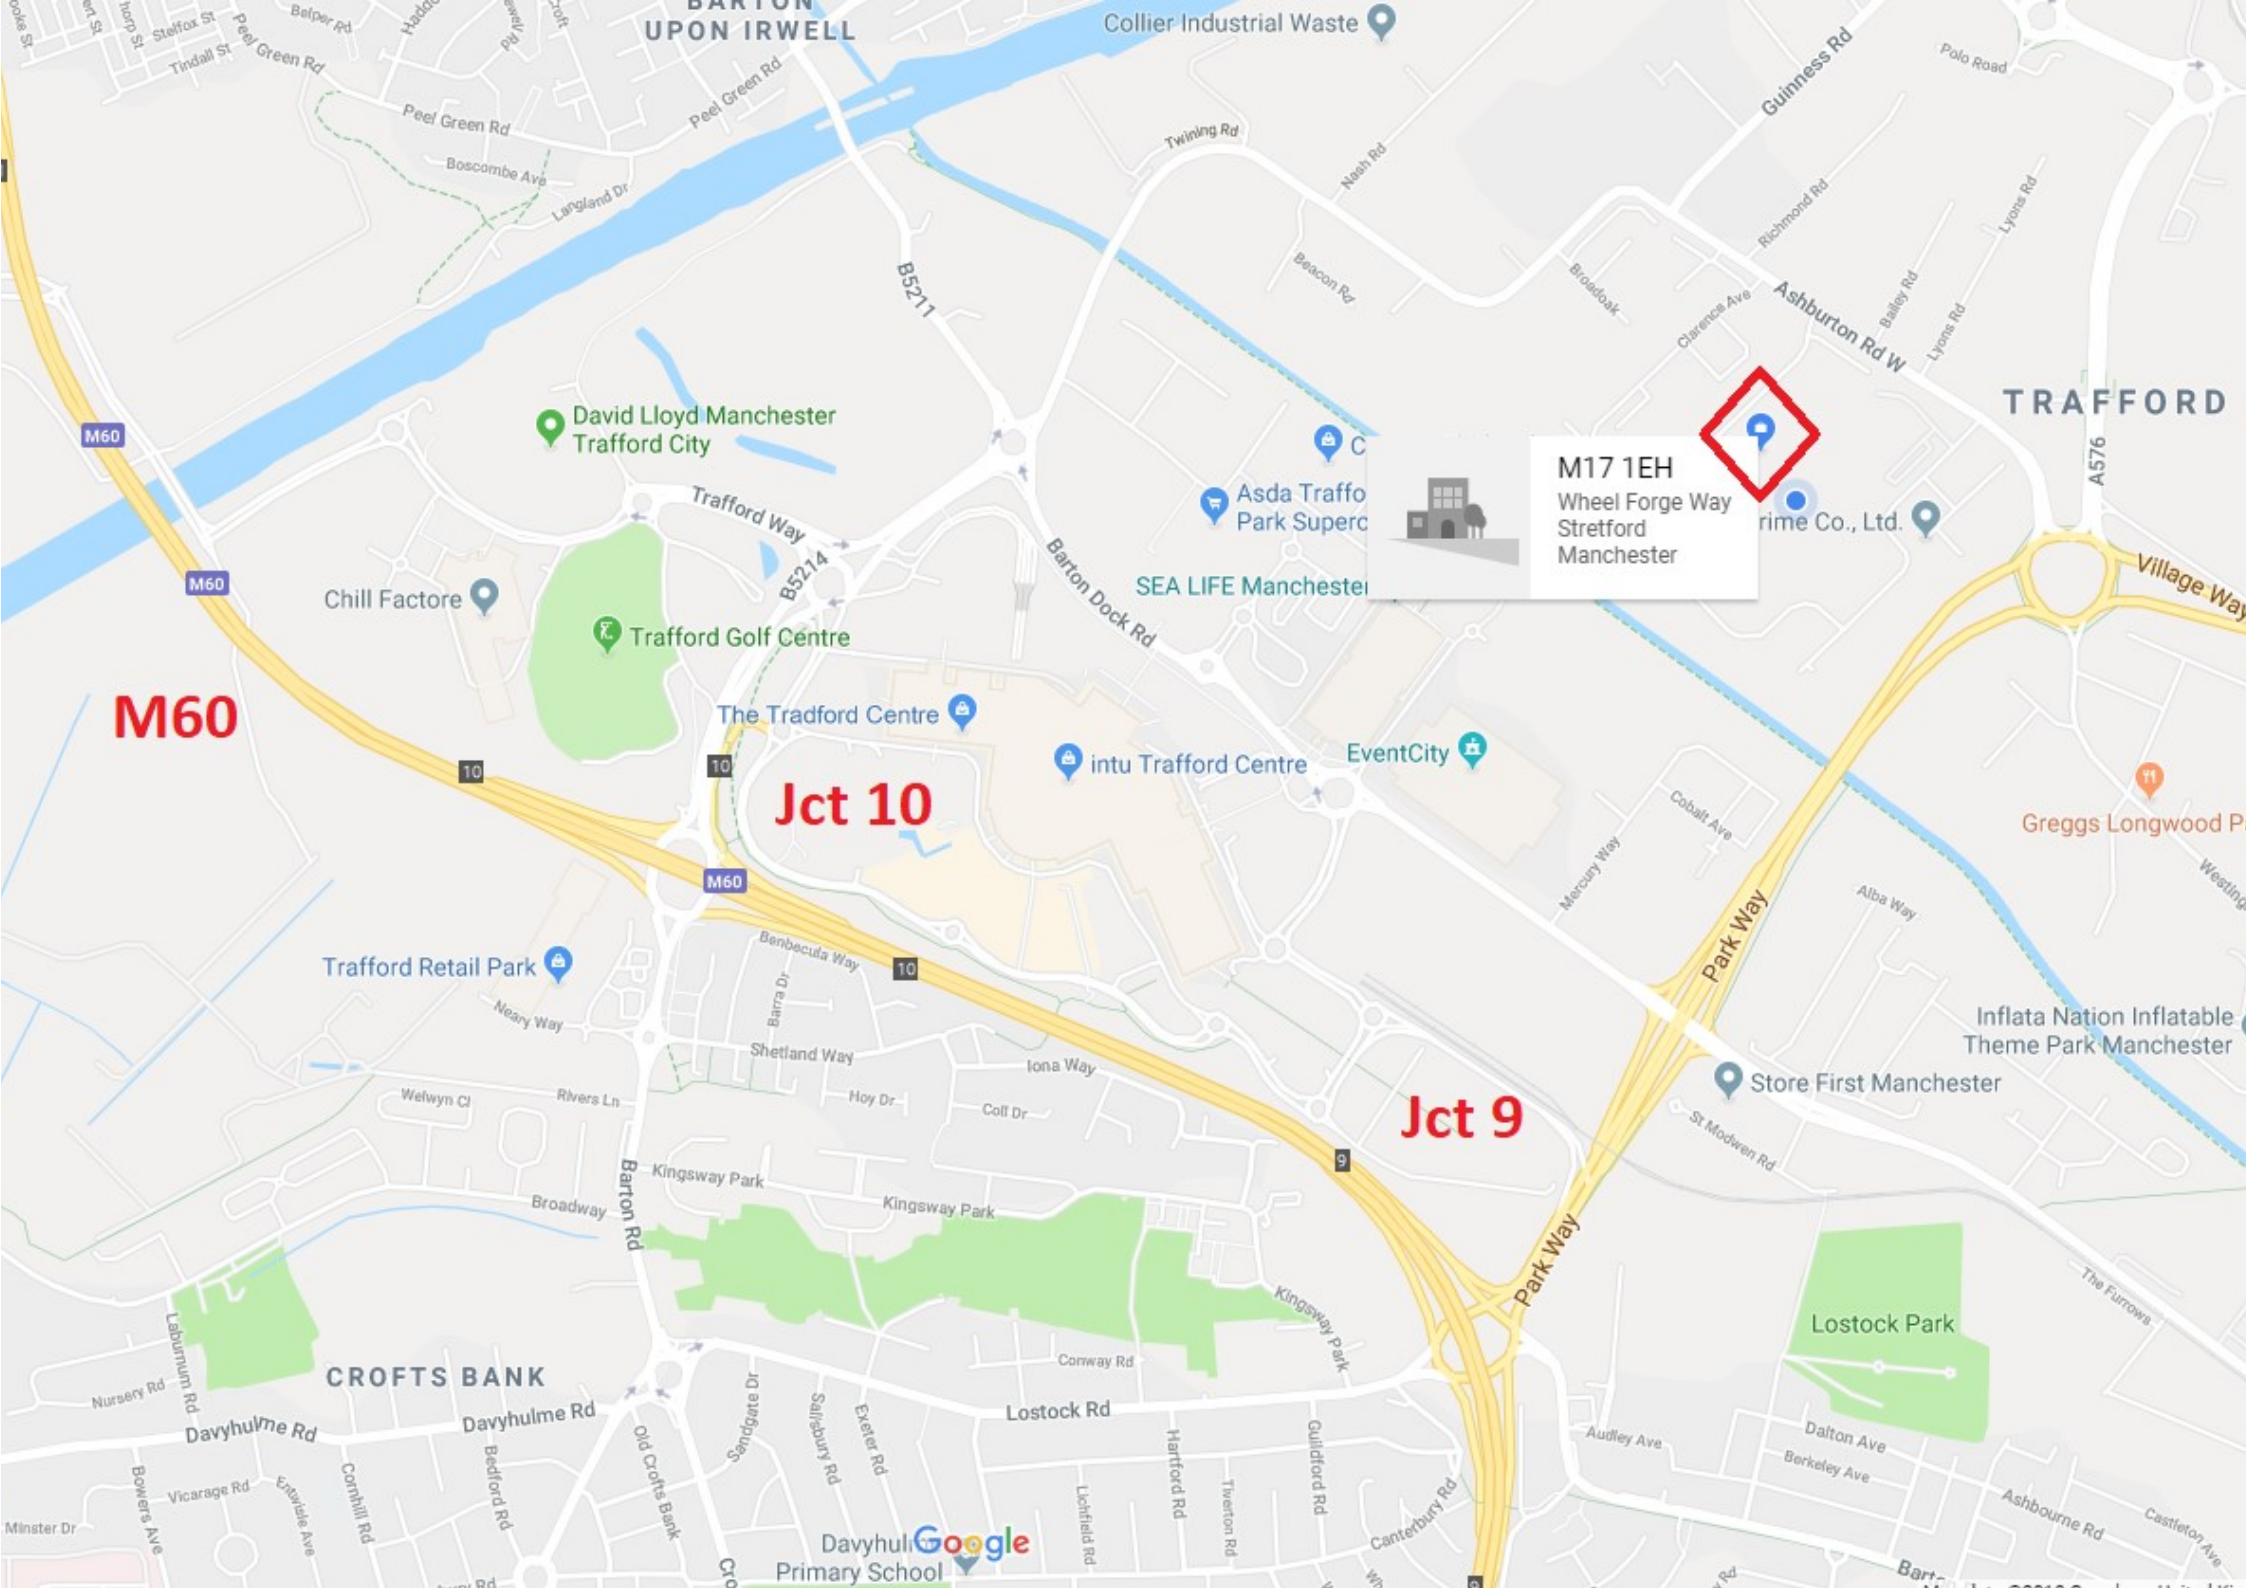 BARTON
UPON IRWELL
Collier Industrial Waste
Belper Rd
Stelfox St
Tindall St
Peel Green Rd
Peel Green Rd
Peel Green Rd
Boscombe Ave
Langland Dr
Twining Rd
Nash Rd
Guinness Rd
Polo Road
Beacon Rd
Broadoak
Richmond Rd
Lyons Rd
Bailey Rd
Lyons Rd
Clarence Ave
Ashburton Rd W
B5211
TRAFFORD
A576
M60
M60
David Lloyd Manchester
Trafford City
Trafford Way
B5214
Asda Traffo
Park Superc
M17 1EH
Wheel Forge Way
Stretford
Manchester
rime Co., Ltd.
Village Way
Chill Factore
Trafford Golf Centre
Barton Dock Rd
SEA LIFE Manchester
M60
The Tradford Centre
intu Trafford Centre
EventCity
10
10
Jct 10
M60
Cobalt Ave
Mercury Way
Greggs Longwood P
Westing
Alba Way
Park Way
Trafford Retail Park
Neary Way
Benbecula Way
10
Barra Dr
Shetland Way
Iona Way
Hoy Dr
Coll Dr
Inflata Nation Inflatable
Theme Park Manchester
Store First Manchester
St Modwen Rd
Jct 9
9
Welwyn Cl
Rivers Ln
Barton Rd
Kingsway Park
Kingsway Park
Broadway
Park Way
Kingsway Park
The Furrows
Lostock Park
Laburnum Rd
CROFTS BANK
Nursery Rd
Davyhulme Rd
Davyhulme Rd
Conway Rd
Lostock Rd
Sandgate Dr
Salisbury Rd
Exeter Rd
Old Crofts Bank
Bedford Rd
Cornhill Rd
Entwisle Ave
Bowers Ave
Vicarage Rd
Minster Dr
Hartford Rd
Guildford Rd
Tiverton Rd
Lichfield Rd
Canterbury Rd
Audley Ave
Dalton Ave
Berkeley Ave
Ashbourne Rd
Castleton Ave
Davyhul
Google
Primary School
Cro
Barto